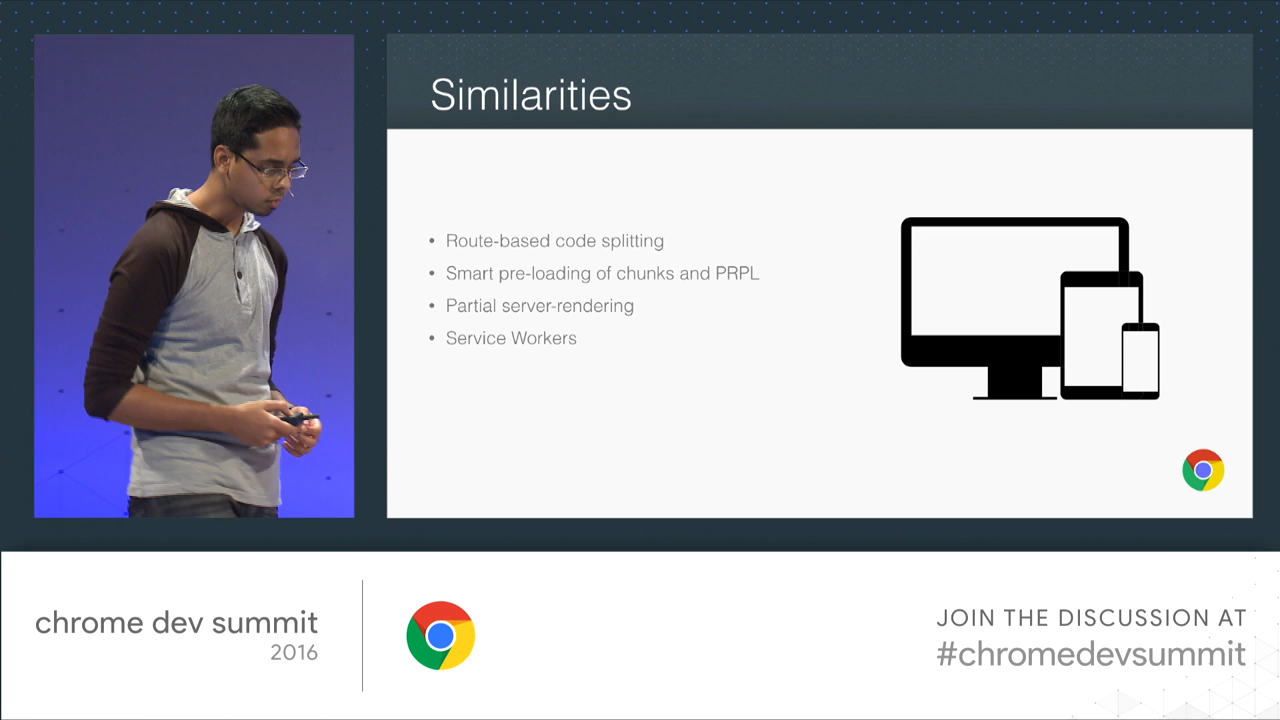 Similarities
• Route-based code splitting
• Smart pre-loading of chunks and PRPL
• Partial server-rendering
• Service Workers
chrome dev summit
2016
JOIN THE DISCUSSION AT
#chromedevsummit